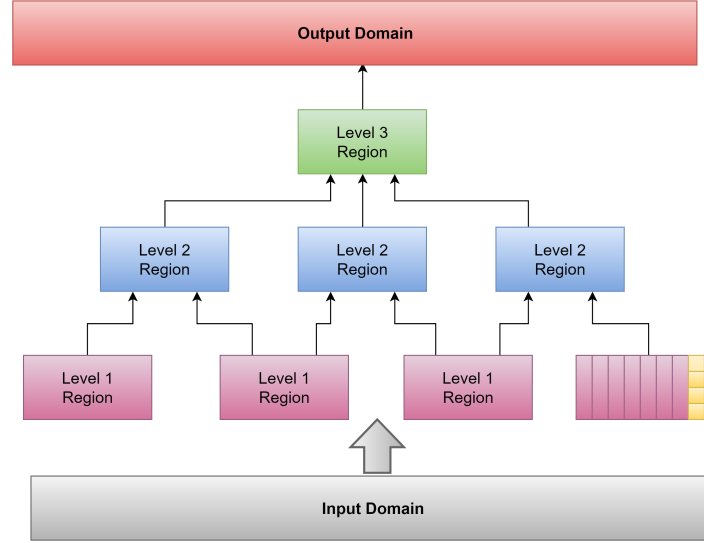 Output Domain
Level 3
Region
Level 2
Region
Level 2
Region
Level 2
Region
Level 1
Region
Level 1
Region
Level 1
Region
Input Domain